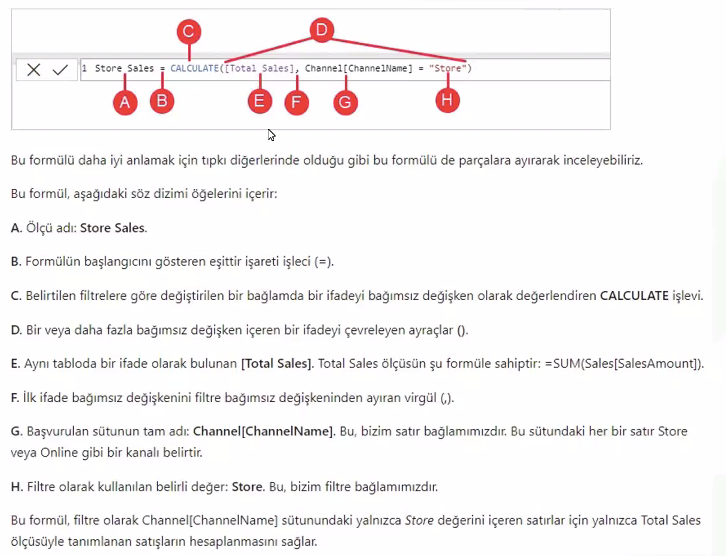 C
D
1 Store Sales = CALCULATE([Total Sales], Channel[ChannelName] = "Store")
A
B
E
F
G
H
Bu formülü daha iyi anlamak için tıpkı diğerlerinde olduğu gibi bu formülü de parçalara ayırarak inceleyebiliriz.
Bu formül, aşağıdaki söz dizimi öğelerini içerir:
A. Ölçü adı: Store Sales.
B. Formülün başlangıcını gösteren eşittir işareti işleci (=).
C. Belirtilen filtrelere göre değiştirilen bir bağlamda bir ifadeyi bağımsız değişken olarak değerlendiren CALCULATE işlevi.
D. Bir veya daha fazla bağımsız değişken içeren bir ifadeyi çevreleyen ayraçlar ().
E. Aynı tabloda bir ifade olarak bulunan [Total Sales]. Total Sales ölçüsün şu formüle sahiptir: =SUM(Sales[SalesAmount]).
F. İlk ifade bağımsız değişkenini filtre bağımsız değişkeninden ayıran virgül (,).
G. Başvurulan sütunun tam adı: Channel[ChannelName]. Bu, bizim satır bağlamımızdır. Bu sütundaki her bir satır Store
veya Online gibi bir kanalı belirtir.
H. Filtre olarak kullanılan belirli değer: Store. Bu, bizim filtre bağlamımızdır.
Bu formül, filtre olarak Channel[ChannelName] sütunundaki yalnızca Store değerini içeren satırlar için yalnızca Total Sales
ölçüsüyle tanımlanan satışların hesaplanmasını sağlar.